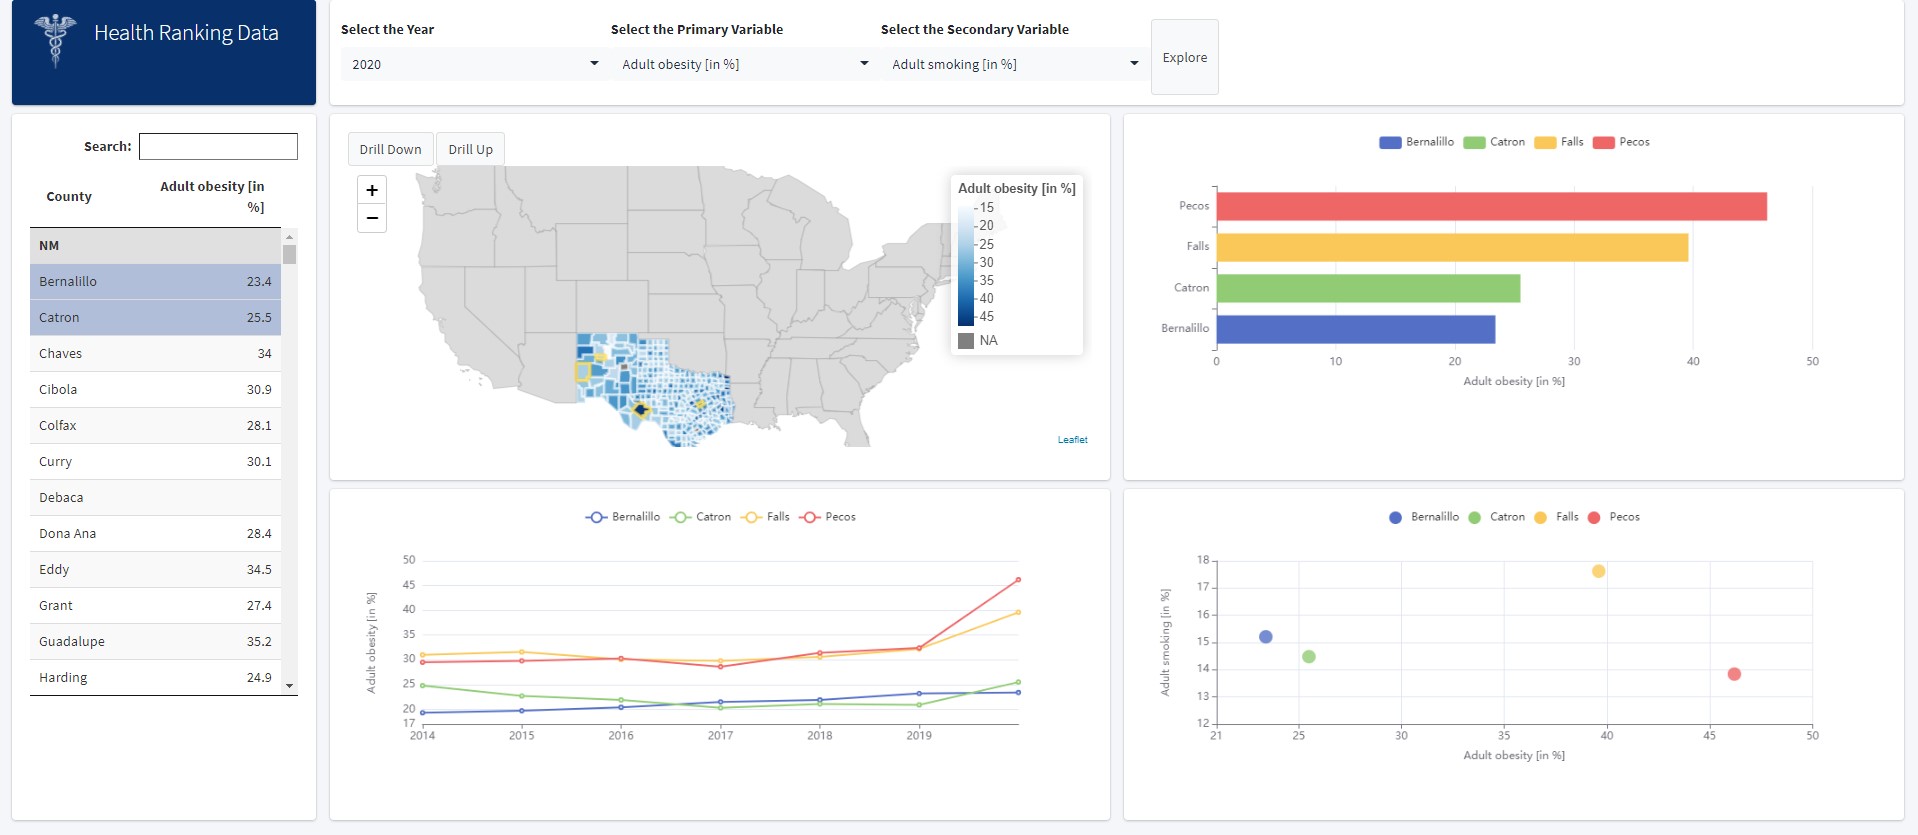 Health Ranking Data
Select the Year
Select the Primary Variable
Select the Secondary Variable
2020
Adult obesity [in %]
Adult smoking [in %]
Explore
Search:
County
Adult obesity [in
%]
NM
Bernalillo 23.4
Catron 25.5
Chaves 34
Cibola 30.9
Colfax 28.1
Curry 30.1
Debaca
Dona Ana 28.4
Eddy 34.5
Grant 27.4
Guadalupe 35.2
Harding 24.9
Drill Down
Drill Up
+
−
Adult obesity [in %]
15
20
25
30
35
40
45
NA
Leaflet
Bernalillo Catron Falls Pecos
Pecos
Falls
Catron
Bernalillo
0 10 20 30 40 50
Adult obesity [in %]
Bernalillo Catron Falls Pecos
Adult obesity [in %]
50
45
40
35
30
25
20
17
2014 2015 2016 2017 2018 2019
Bernalillo Catron Falls Pecos
Adult smoking [in %]
18
17
16
15
14
13
12
21 25 30 35 40 45 50
Adult obesity [in %]